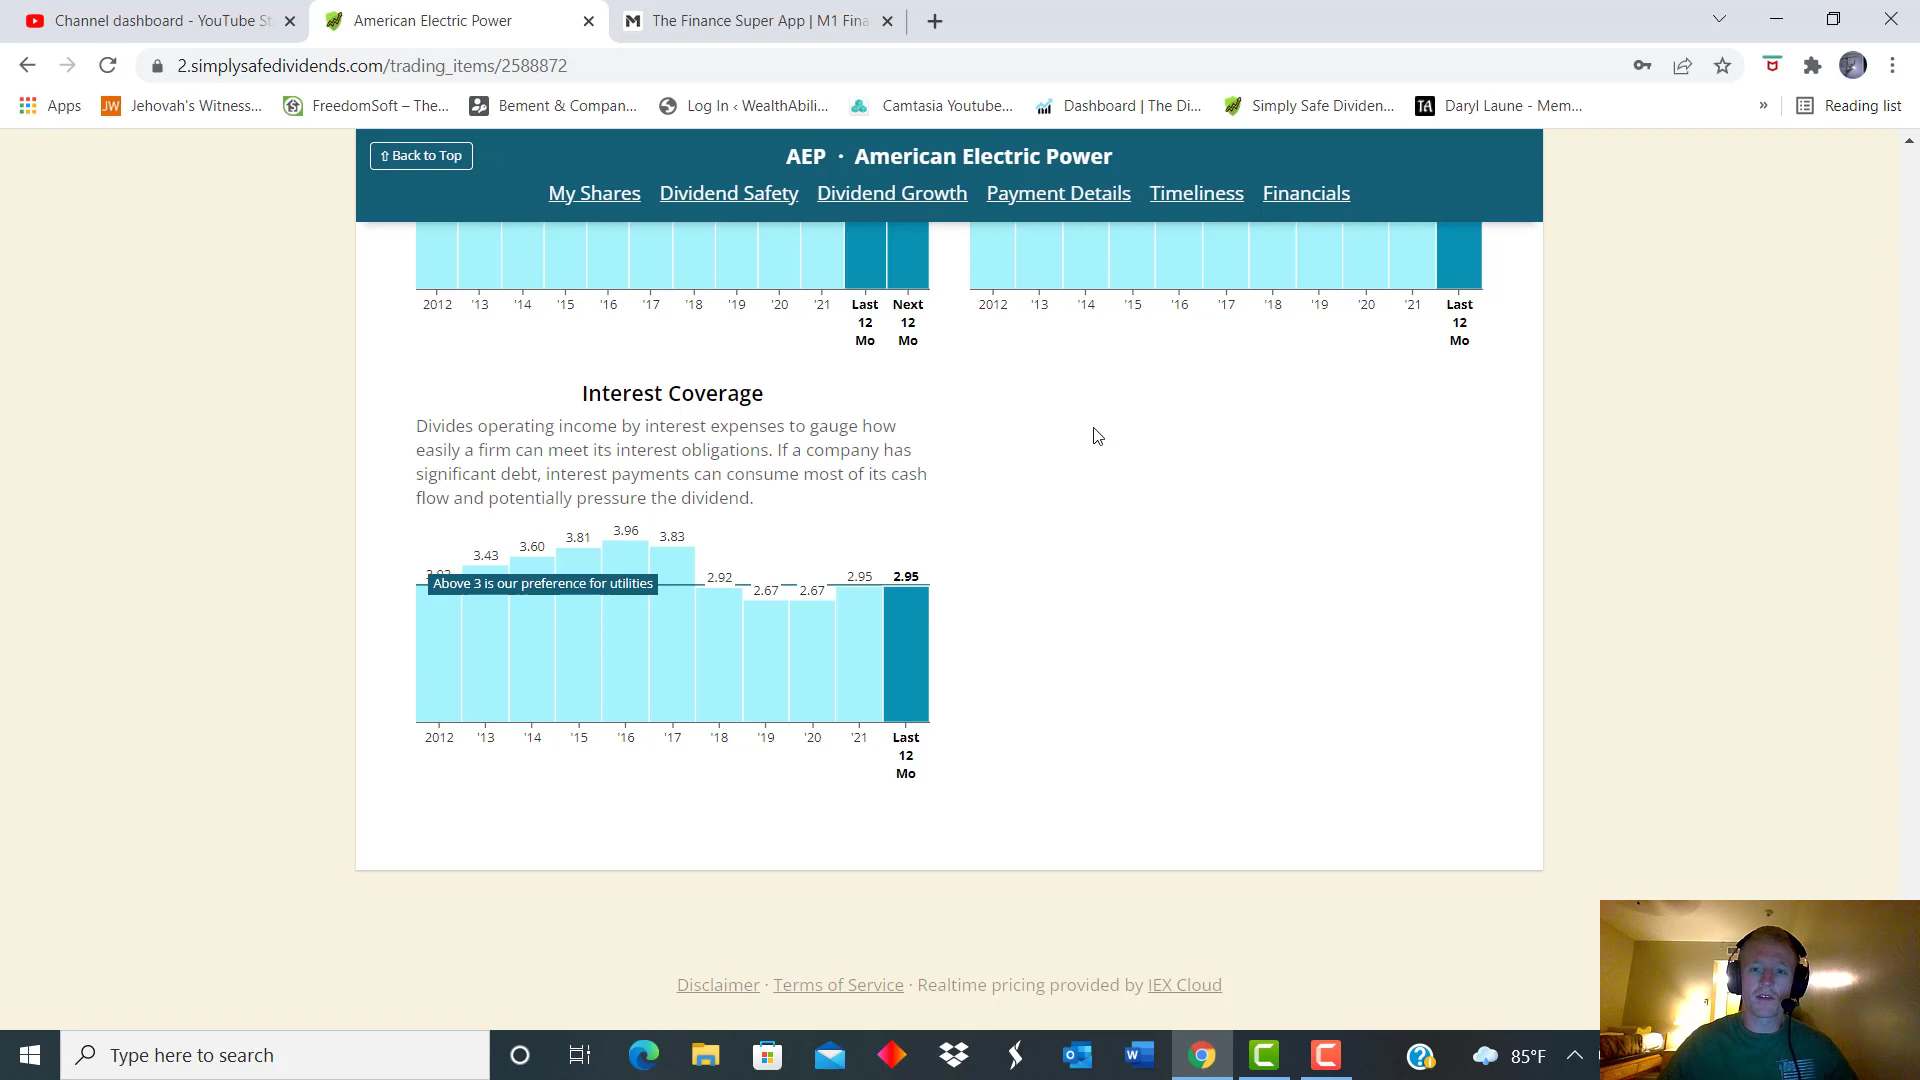 Channel dashboard - YouTube St
American Electric Power
The Finance Super App | M1 Fina
2.simplysafedividends.com/trading_items/2588872
Apps
Jehovah's Witness...
FreedomSoft – The...
Bement & Compan...
Log In ‹ WealthAbili...
Camtasia Youtube...
Dashboard | The Di...
Simply Safe Dividen...
Daryl Laune - Mem...
»
Reading list
⇧ Back to Top
AEP · American Electric Power
My Shares Dividend Safety Dividend Growth Payment Details Timeliness Financials
2012 '13 '14 '15 '16 '17 '18 '19 '20 '21 Last 12 Mo Next 12 Mo
2012 '13 '14 '15 '16 '17 '18 '19 '20 '21 Last 12 Mo
Interest Coverage
Divides operating income by interest expenses to gauge how
easily a firm can meet its interest obligations. If a company has
significant debt, interest payments can consume most of its cash
flow and potentially pressure the dividend.
3.43 3.60 3.81 3.96 3.83 2.92 2.67 2.67 2.95 2.95
Above 3 is our preference for utilities
2012 '13 '14 '15 '16 '17 '18 '19 '20 '21 Last 12 Mo
Disclaimer · Terms of Service · Realtime pricing provided by IEX Cloud
Type here to search
85°F